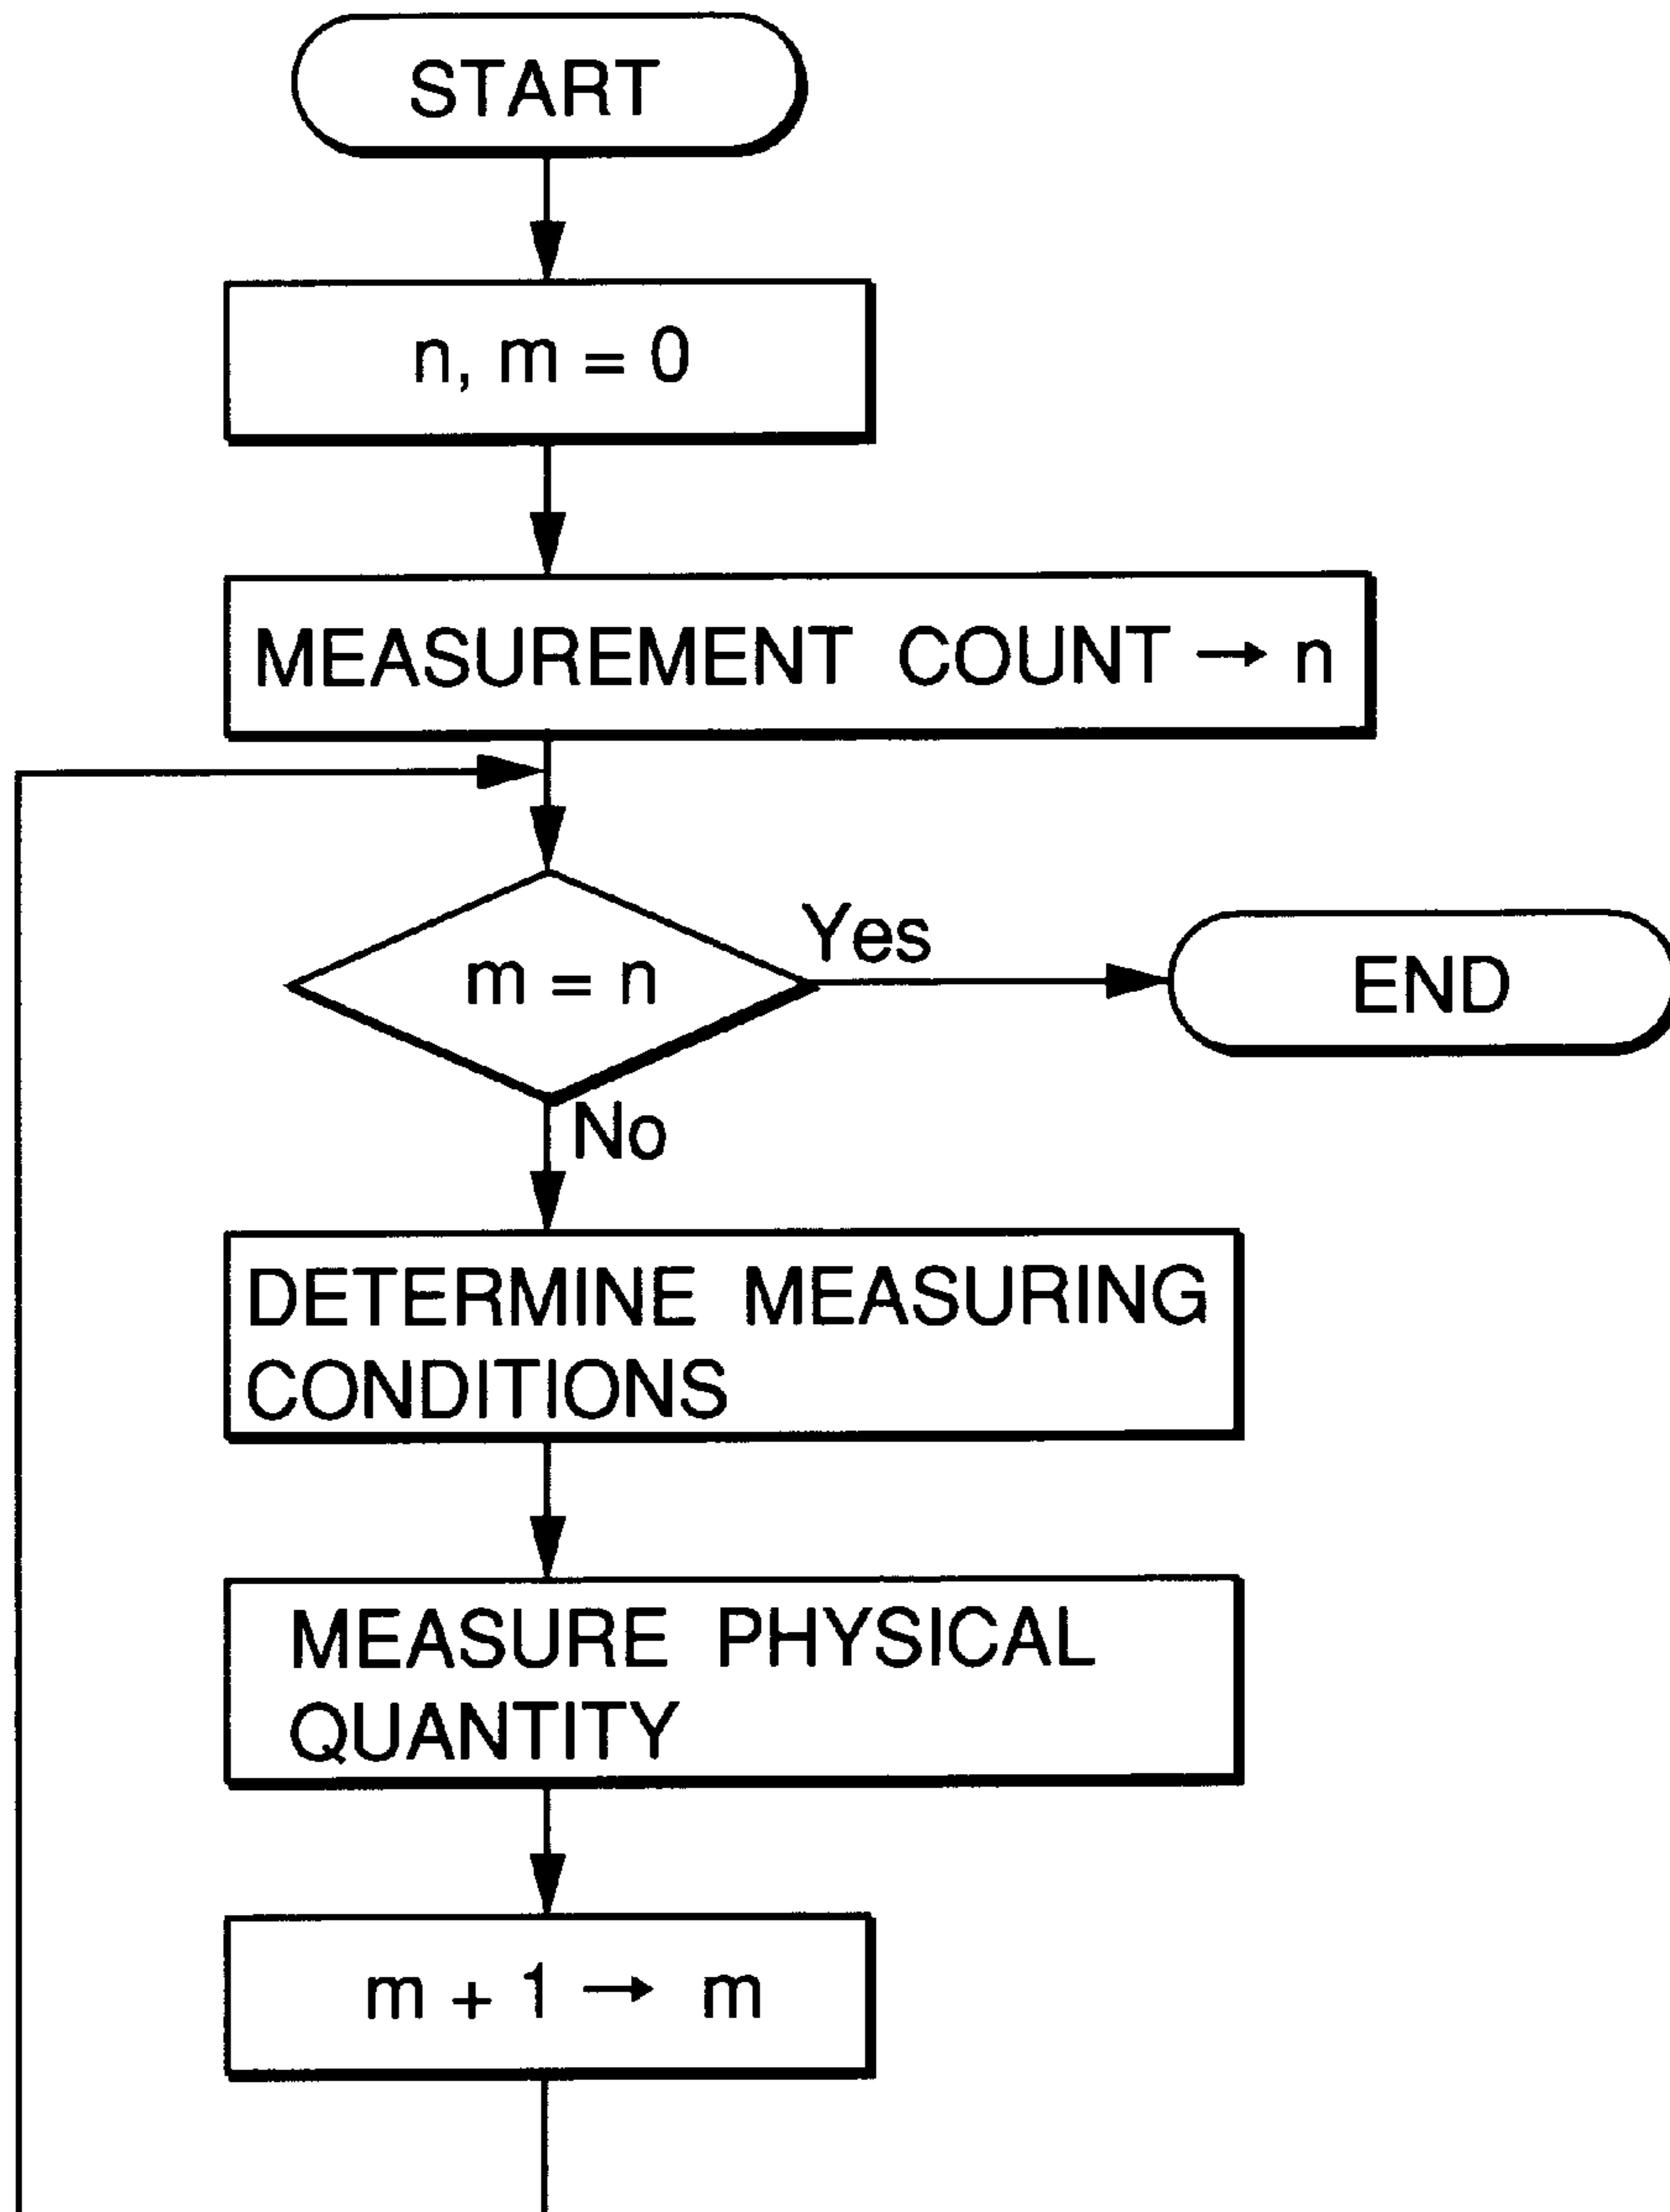 START
n, m = 0
MEASUREMENT COUNT → n
m = n
Yes
END
No
DETERMINE MEASURING
CONDITIONS
MEASURE PHYSICAL
QUANTITY
m + 1 → m